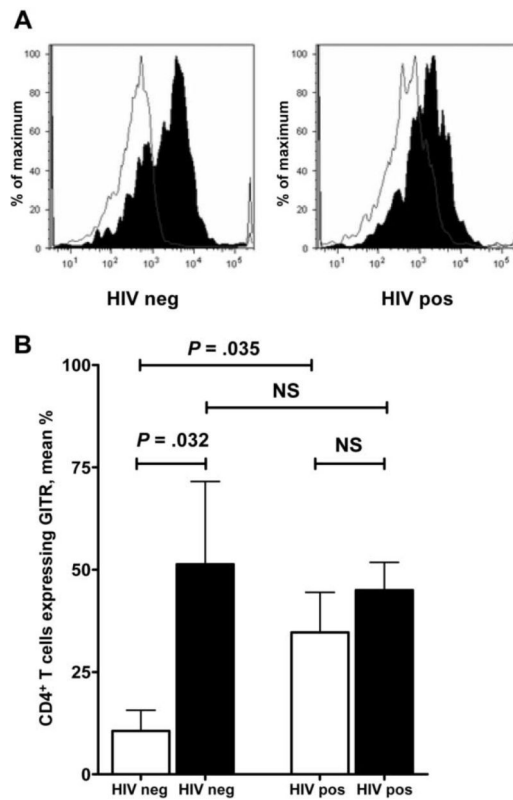 A
% of maximum
100
80
60
40
20
0
10¹ 10² 10³ 10⁴ 10⁵
HIV neg
% of maximum
100
80
60
40
20
0
10¹ 10² 10³ 10⁴ 10⁵
HIV pos
B
CD4⁺ T cells expressing GITR, mean %
100
75
50
25
0
P = .035
NS
P = .032
NS
HIV neg HIV neg HIV pos HIV pos